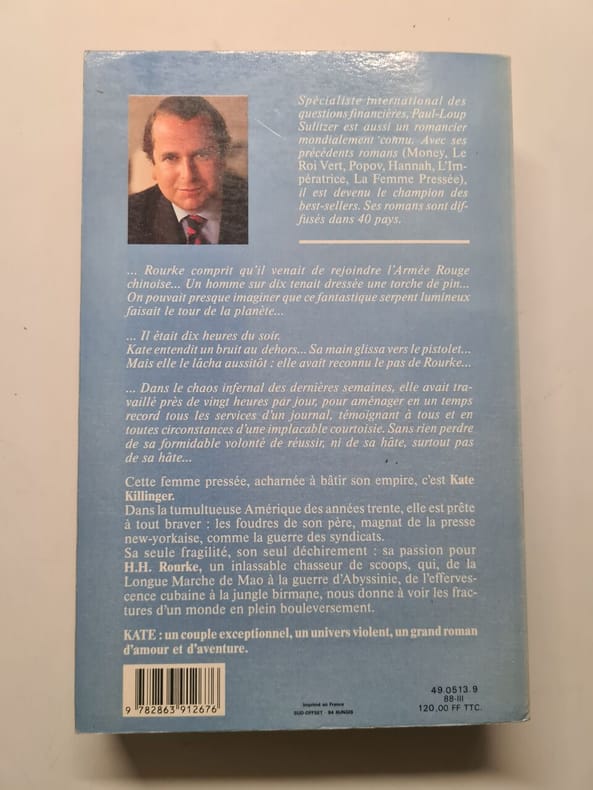 Spécialiste international des
questions financières, Paul-Loup
Sulitzer est aussi un romancier
mondialement connu. Avec ses
précédents romans (Money, Le
Roi Vert, Popov, Hannah, L'Im-
pératrice, La Femme Pressée),
il est devenu le champion des
best-sellers. Ses romans sont dif-
fusés dans 40 pays.
... Rourke comprit qu'il venait de rejoindre l'Armée Rouge
chinoise... Un homme sur dix tenait dressée une torche de pin...
On pouvait presque imaginer que ce fantastique serpent lumineux
faisait le tour de la planète...
... Il était dix heures du soir.
Kate entendit un bruit au dehors... Sa main glissa vers le pistolet...
Mais elle le lâcha aussitôt : elle avait reconnu le pas de Rourke...
... Dans le chaos infernal des dernières semaines, elle avait tra-
vaillé près de vingt heures par jour, pour aménager en un temps
record tous les services d'un journal, témoignant à tous et en
toutes circonstances d'une implacable courtoisie. Sans rien perdre
de sa formidable volonté de réussir, ni de sa hâte, surtout pas
de sa hâte...
Cette femme pressée, acharnée à bâtir son empire, c'est Kate
Killinger.
Dans la tumultueuse Amérique des années trente, elle est prête
à tout braver : les foudres de son père, magnat de la presse
new-yorkaise, comme la guerre des syndicats.
Sa seule fragilité, son seul déchirement : sa passion pour
H.H. Rourke, un inlassable chasseur de scoops, qui, de la
Longue Marche de Mao à la guerre d'Abyssinie, de l'efferves-
cence cubaine à la jungle birmane, nous donne à voir les frac-
tures d'un monde en plein bouleversement.
KATE : un couple exceptionnel, un univers violent, un grand roman
d'amour et d'aventure.
9 782863 912676
Imprimé en France
SUD OFFSET - 94 RUNGIS
49.0513.9
88-III
120,00 FF TTC.